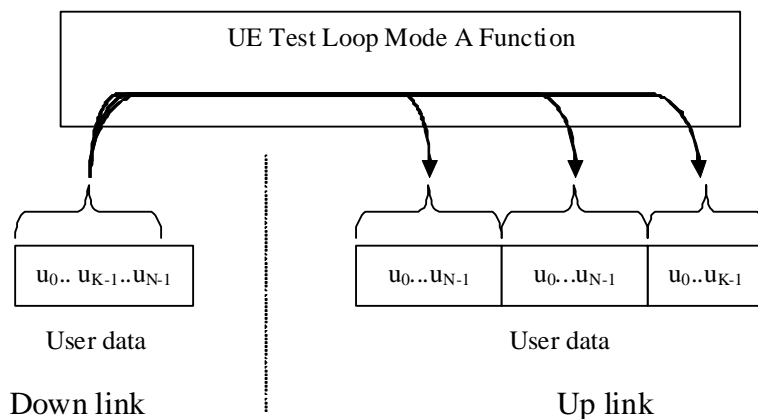 UE Test Loop Mode A Function
u0.. uK-1..uN-1 u0...uN-1 u0...uN-1 u0..uK-1
User data User data
Down link Up link